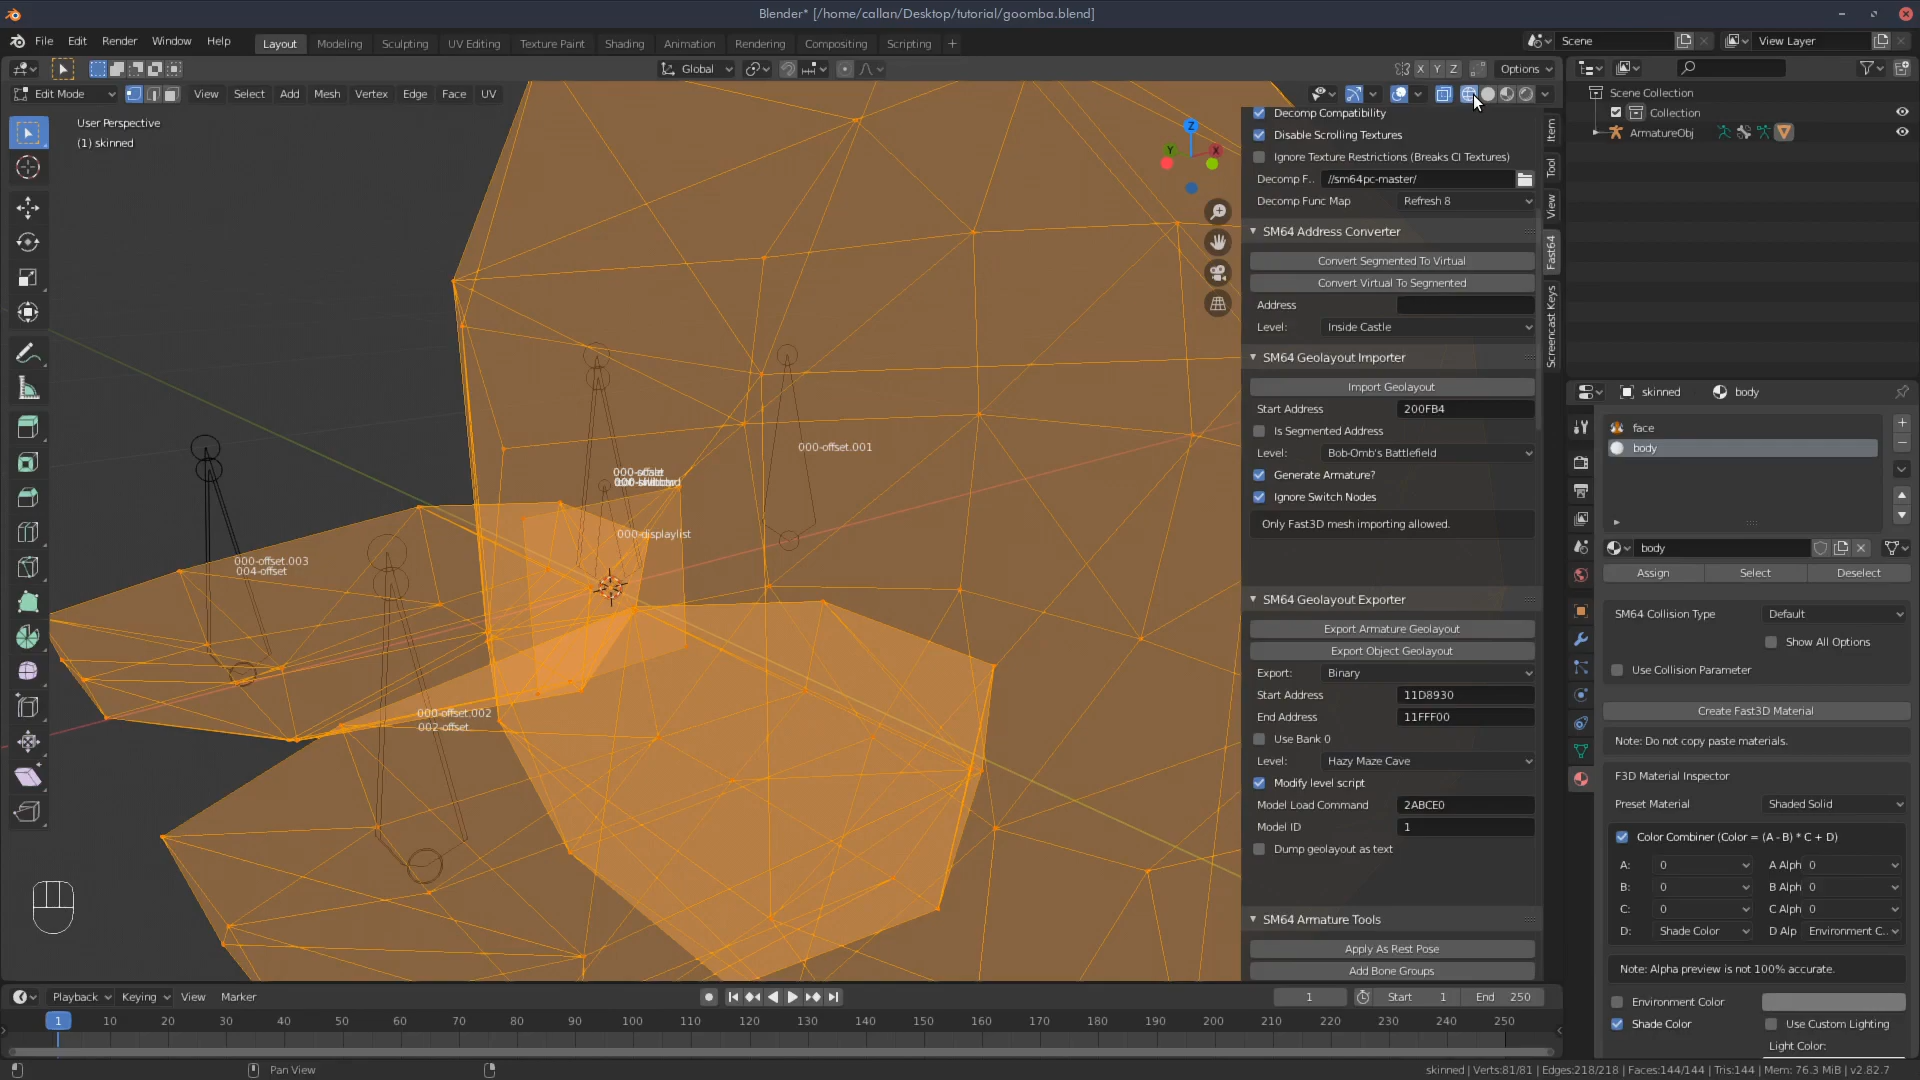 Blender* [/home/callan/Desktop/tutorial/goomba.blend]
File Edit Render Window Help
Layout Modeling Sculpting UV Editing Texture Paint Shading Animation Rendering Compositing Scripting +
Scene
View Layer
Global
X Y Z
Options
Edit Mode
View Select Add Mesh Vertex Edge Face UV
User Perspective
(1) skinned
Z
Y
X
000-offset.001
000-displaylist
000-offset.003
004-offset
000-offset.002
002-offset
Decomp Compatibility
Disable Scrolling Textures
Ignore Texture Restrictions (Breaks CI Textures)
Decomp F.. //sm64pc-master/
Decomp Func Map Refresh 8
SM64 Address Converter
Convert Segmented To Virtual
Convert Virtual To Segmented
Address
Level: Inside Castle
SM64 Geolayout Importer
Import Geolayout
Start Address 200FB4
Is Segmented Address
Level: Bob-Omb's Battlefield
Generate Armature?
Ignore Switch Nodes
Only Fast3D mesh importing allowed.
SM64 Geolayout Exporter
Export Armature Geolayout
Export Object Geolayout
Export: Binary
Start Address 11D8930
End Address 11FFF00
Use Bank 0
Level: Hazy Maze Cave
Modify level script
Model Load Command 2ABCE0
Model ID 1
Dump geolayout as text
SM64 Armature Tools
Apply As Rest Pose
Add Bone Groups
Item
Tool
View
Fast64
Screencast Keys
Scene Collection
Collection
ArmatureObj
skinned body
face
body
body
Assign Select Deselect
SM64 Collision Type Default
Show All Options
Use Collision Parameter
Create Fast3D Material
Note: Do not copy paste materials.
F3D Material Inspector
Preset Material Shaded Solid
Color Combiner (Color = (A - B) * C + D)
A: 0 A Alph 0
B: 0 B Alph 0
C: 0 C Alph 0
D: Shade Color D Alp Environment C..
Note: Alpha preview is not 100% accurate.
Environment Color
Shade Color Use Custom Lighting
Light Color:
Playback Keying View Marker
1 Start 1 End 250
1 10 20 30 40 50 60 70 80 90 100 110 120 130 140 150 160 170 180 190 200 210 220 230 240 250
Pan View
skinned | Verts:81/81 | Edges:218/218 | Faces:144/144 | Tris:144 | Mem: 76.3 MiB | v2.82.7